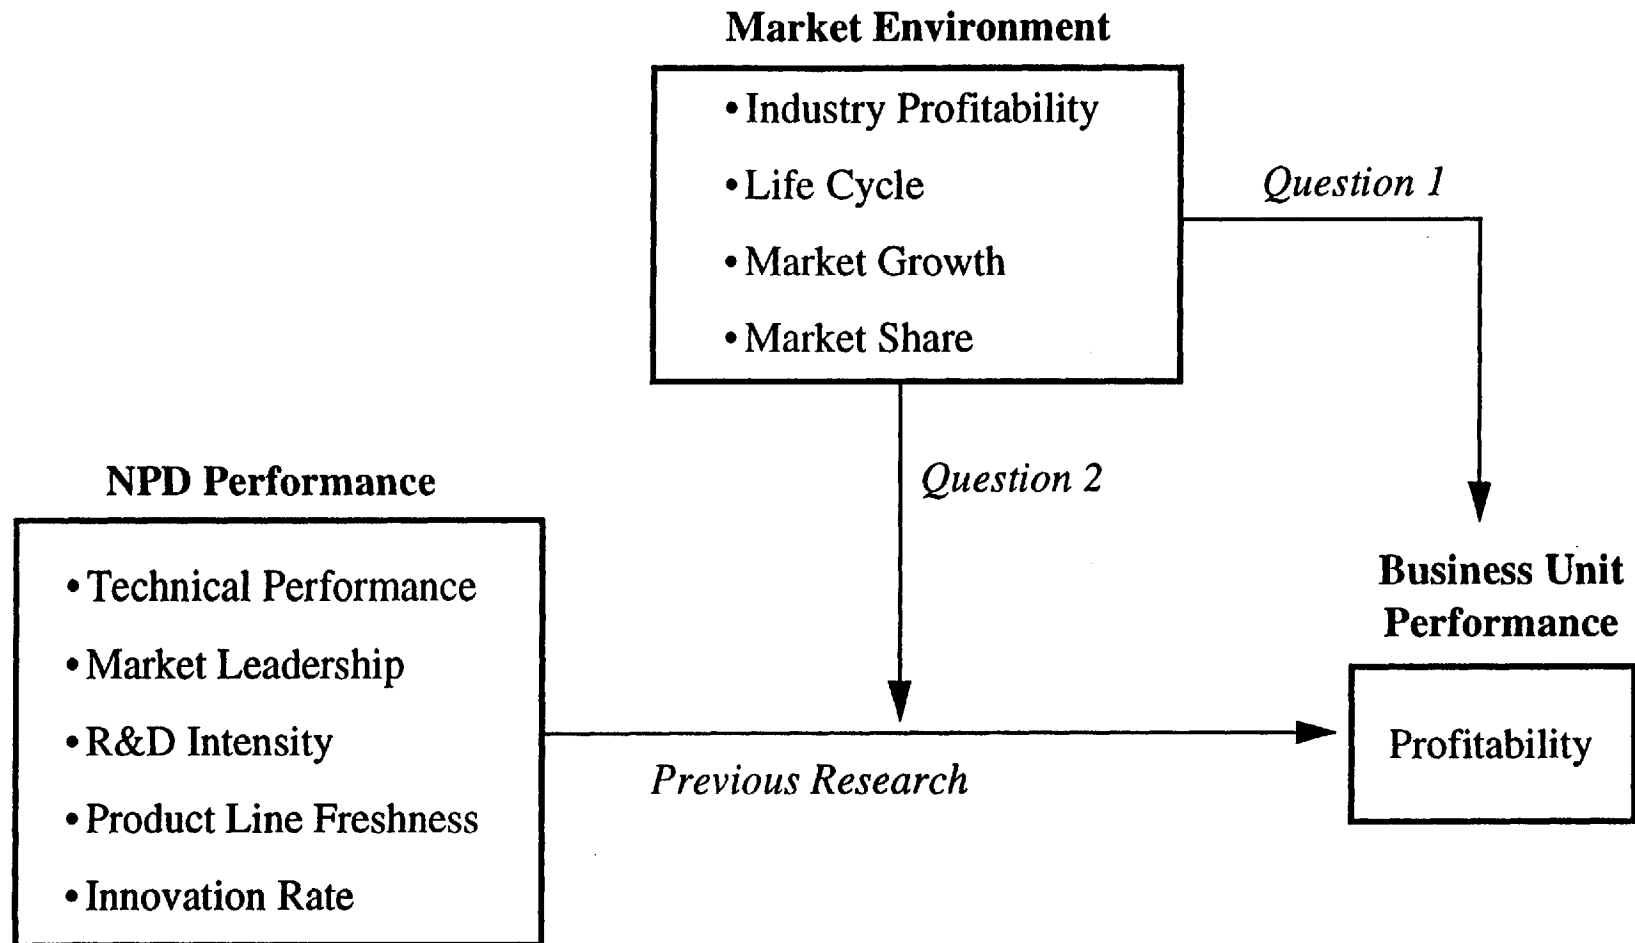 Market Environment
•Industry Profitability
•Life Cycle
•Market Growth
•Market Share
Question 1
Question 2
NPD Performance
•Technical Performance
•Market Leadership
•R&D Intensity
•Product Line Freshness
•Innovation Rate
Previous Research
Business Unit
Performance
Profitability